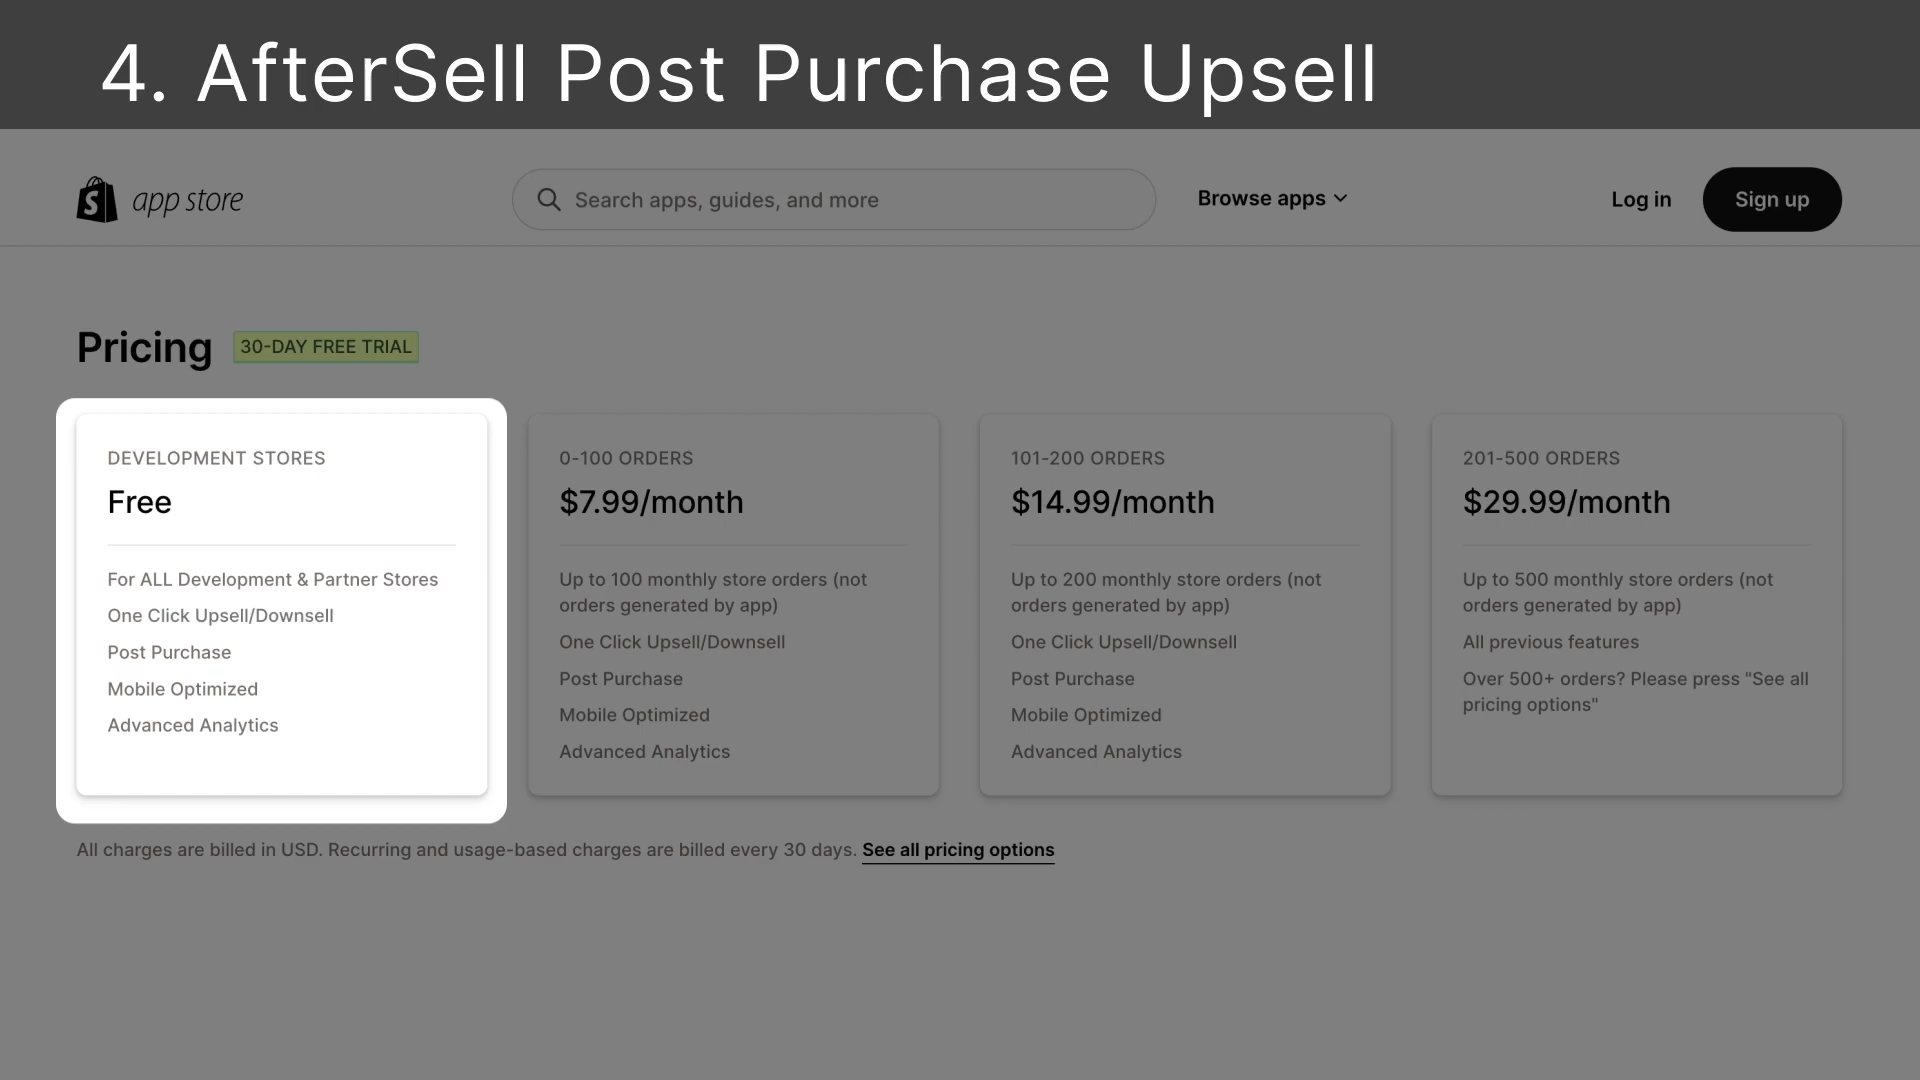 4. AfterSell Post Purchase Upsell
app store
Search apps, guides, and more
Browse apps
Log in
Sign up
Pricing
30-DAY FREE TRIAL
DEVELOPMENT STORES
Free
For ALL Development & Partner Stores
One Click Upsell/Downsell
Post Purchase
Mobile Optimized
Advanced Analytics
0-100 ORDERS
$7.99/month
Up to 100 monthly store orders (not
orders generated by app)
One Click Upsell/Downsell
Post Purchase
Mobile Optimized
Advanced Analytics
101-200 ORDERS
$14.99/month
Up to 200 monthly store orders (not
orders generated by app)
One Click Upsell/Downsell
Post Purchase
Mobile Optimized
Advanced Analytics
201-500 ORDERS
$29.99/month
Up to 500 monthly store orders (not
orders generated by app)
All previous features
Over 500+ orders? Please press "See all
pricing options"
All charges are billed in USD. Recurring and usage-based charges are billed every 30 days. See all pricing options